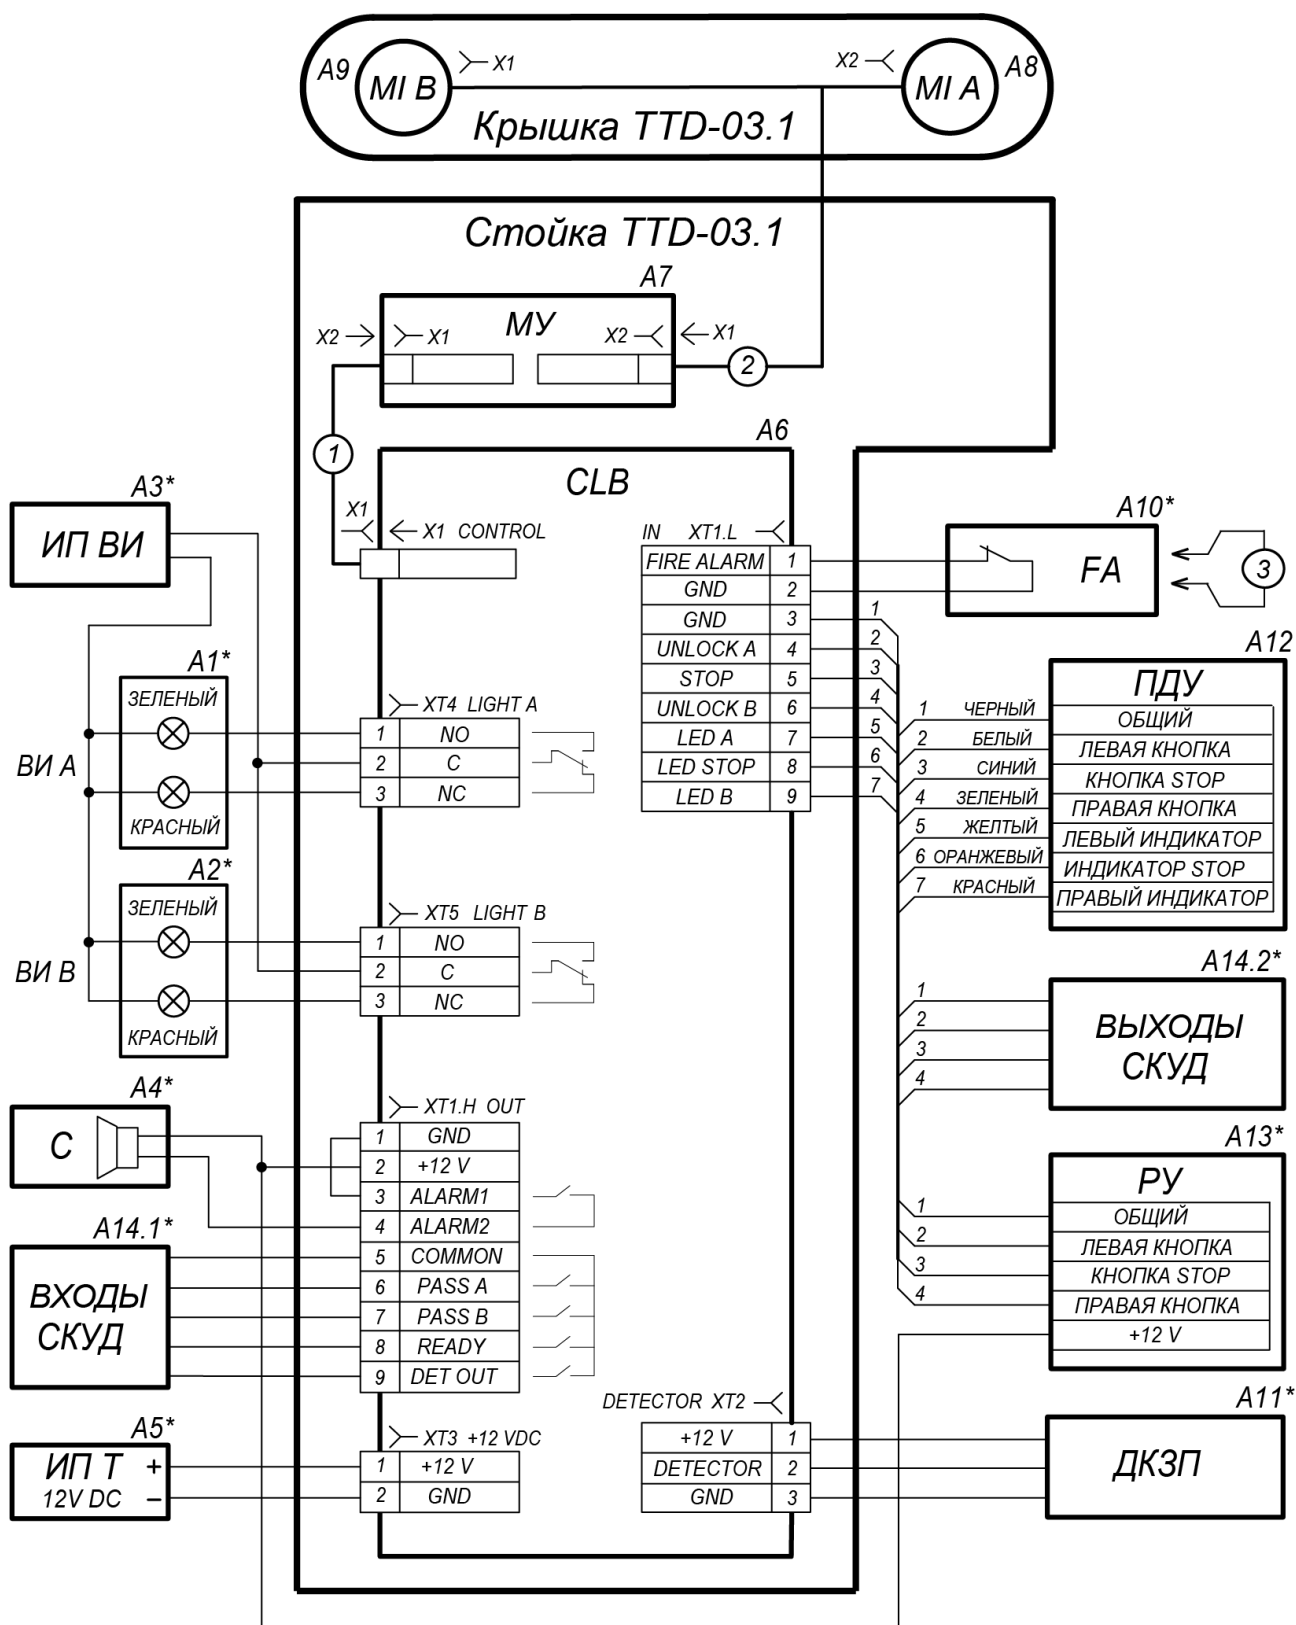 A9
MI B
X1
X2
MI A
A8
Крышка TTD-03.1
Стойка TTD-03.1
A7
МУ
X2
X1
X2
X1
2
1
A6
CLB
X1
X1 CONTROL
A3*
ИП ВИ
A1*
ЗЕЛЕНЫЙ
КРАСНЫЙ
ВИ А
A2*
ЗЕЛЕНЫЙ
КРАСНЫЙ
ВИ В
XT4 LIGHT A
1 NO
2 C
3 NC
XT5 LIGHT B
1 NO
2 C
3 NC
A4*
C
XT1.H OUT
1 GND
2 +12 V
3 ALARM1
4 ALARM2
5 COMMON
6 PASS A
7 PASS B
8 READY
9 DET OUT
A14.1*
ВХОДЫ
СКУД
A5*
ИП Т +
12V DC –
XT3 +12 VDC
1 +12 V
2 GND
IN XT1.L
FIRE ALARM 1
GND 2
GND 3
UNLOCK A 4
STOP 5
UNLOCK B 6
LED A 7
LED STOP 8
LED B 9
1
2
3
4
5
6
7
A10*
FA
3
A12
ПДУ
1 ЧЕРНЫЙ ОБЩИЙ
2 БЕЛЫЙ ЛЕВАЯ КНОПКА
3 СИНИЙ КНОПКА STOP
4 ЗЕЛЕНЫЙ ПРАВАЯ КНОПКА
5 ЖЕЛТЫЙ ЛЕВЫЙ ИНДИКАТОР
6 ОРАНЖЕВЫЙ ИНДИКАТОР STOP
7 КРАСНЫЙ ПРАВЫЙ ИНДИКАТОР
A14.2*
1
2
3
4
ВЫХОДЫ
СКУД
A13*
РУ
1 ОБЩИЙ
2 ЛЕВАЯ КНОПКА
3 КНОПКА STOP
4 ПРАВАЯ КНОПКА
+12 V
DETECTOR XT2
+12 V 1
DETECTOR 2
GND 3
A11*
ДКЗП